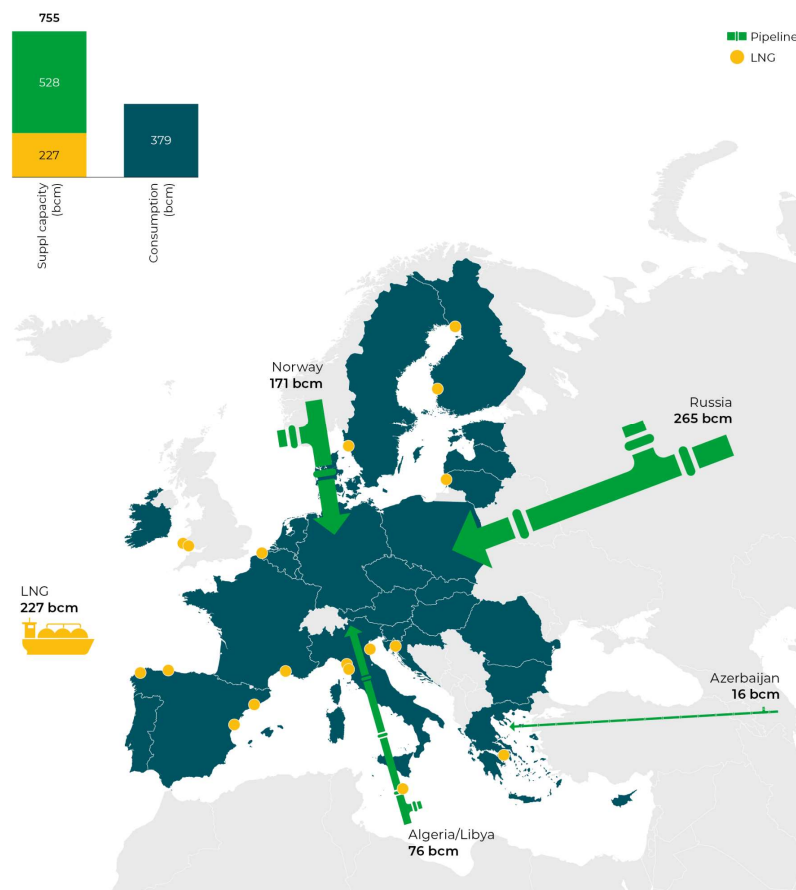 755
528
227
379
Suppl capacity
(bcm)
Consumption
(bcm)
Pipeline
LNG
Norway
171 bcm
Russia
265 bcm
LNG
227 bcm
Azerbaijan
16 bcm
Algeria/Libya
76 bcm